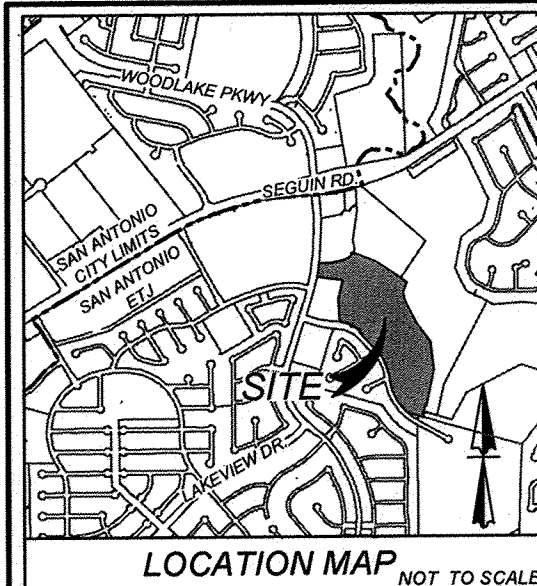 WOODLAKE PKWY
SEGUIN RD
SAN ANTONIO
CITY LIMITS
SAN ANTONIO
ETJ
SITE
LAKEVIEW DR
LOCATION MAP
NOT TO SCALE